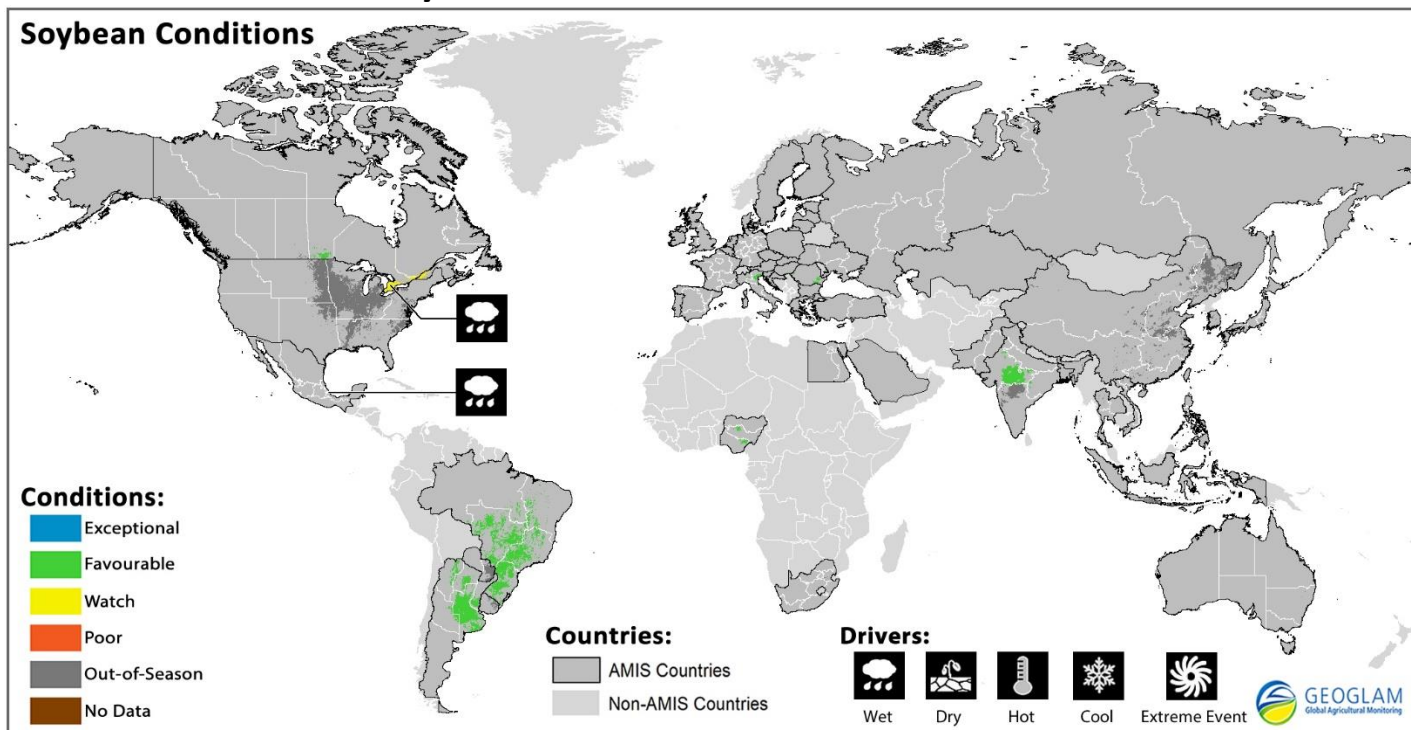 Soybean Conditions
Conditions:
Exceptional
Favourable
Watch
Poor
Out-of-Season
No Data
Countries:
AMIS Countries
Non-AMIS Countries
Drivers:
Wet
Dry
Hot
Cool
Extreme Event
GEOGLAM
Global Agricultural Monitoring